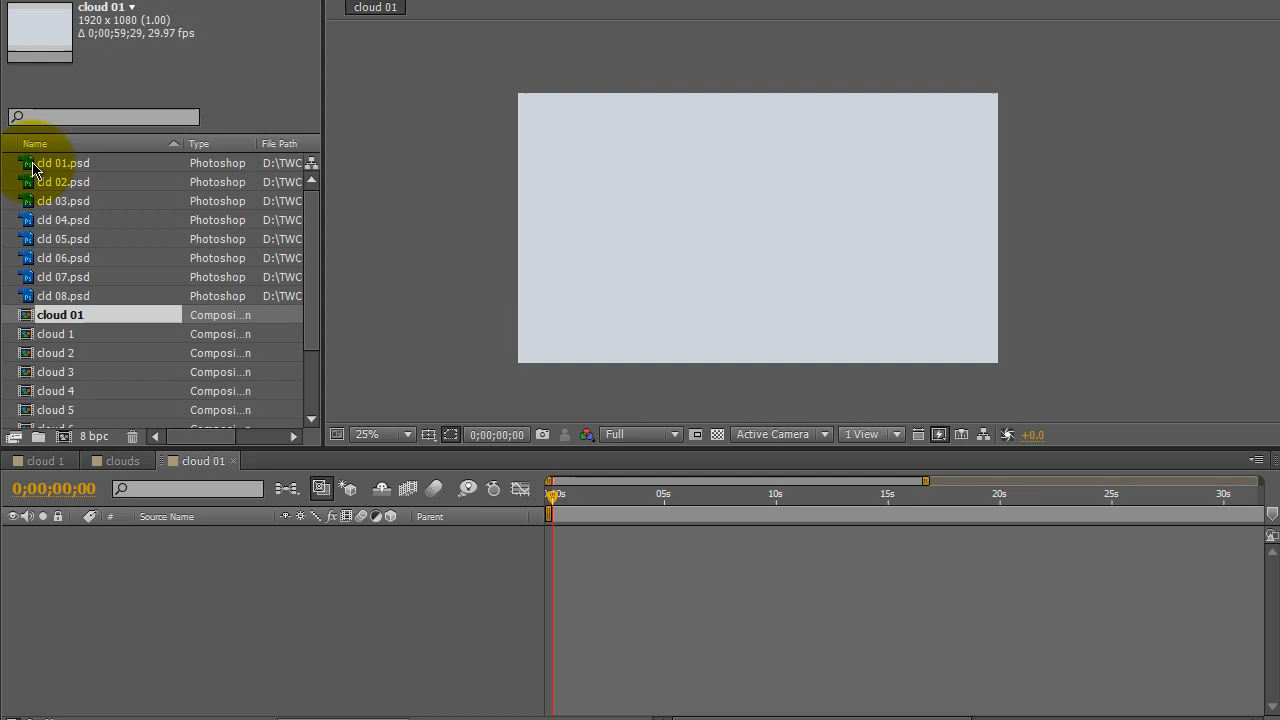 cloud 01
1920 x 1080 (1.00)
Δ 0;00;59;29, 29.97 fps
cloud 01
Name Type File Path
cld 01.psd Photoshop D:\TWC
cld 02.psd Photoshop D:\TWC
cld 03.psd Photoshop D:\TWC
cld 04.psd Photoshop D:\TWC
cld 05.psd Photoshop D:\TWC
cld 06.psd Photoshop D:\TWC
cld 07.psd Photoshop D:\TWC
cld 08.psd Photoshop D:\TWC
cloud 01 Composi...n
cloud 1 Composi...n
cloud 2 Composi...n
cloud 3 Composi...n
cloud 4 Composi...n
cloud 5 Composi...n
8 bpc
25% 0;00;00;00 Full Active Camera 1 View +0.0
cloud 1 clouds cloud 01
0;00;00;00
05s 10s 15s 20s 25s 30s
# Source Name fx Parent